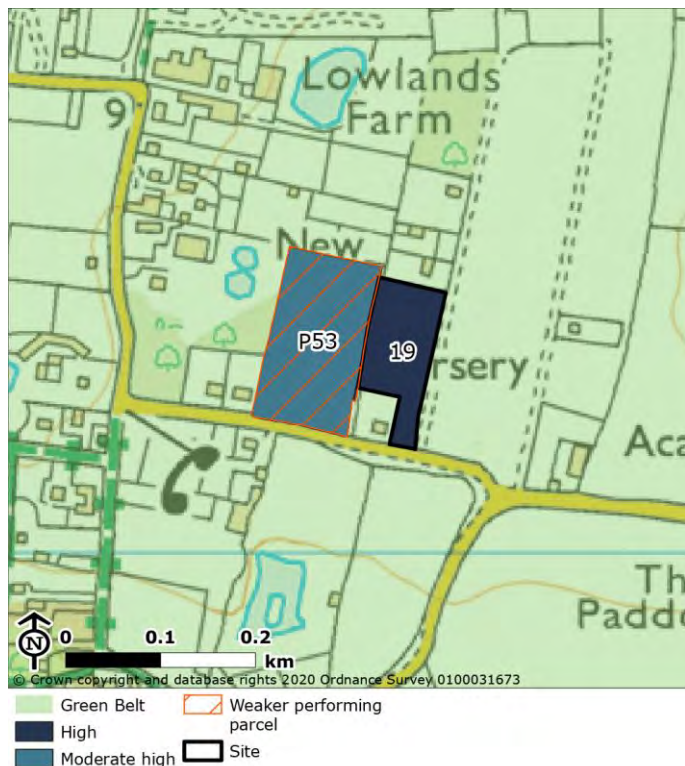 Lowlands
Farm
9
New
P53
19
rsery
Aca
Th
Paddo
N
0 0.1 0.2
km
© Crown copyright and database rights 2020 Ordnance Survey 0100031673
Green Belt
High
Moderate high
Weaker performing
parcel
Site